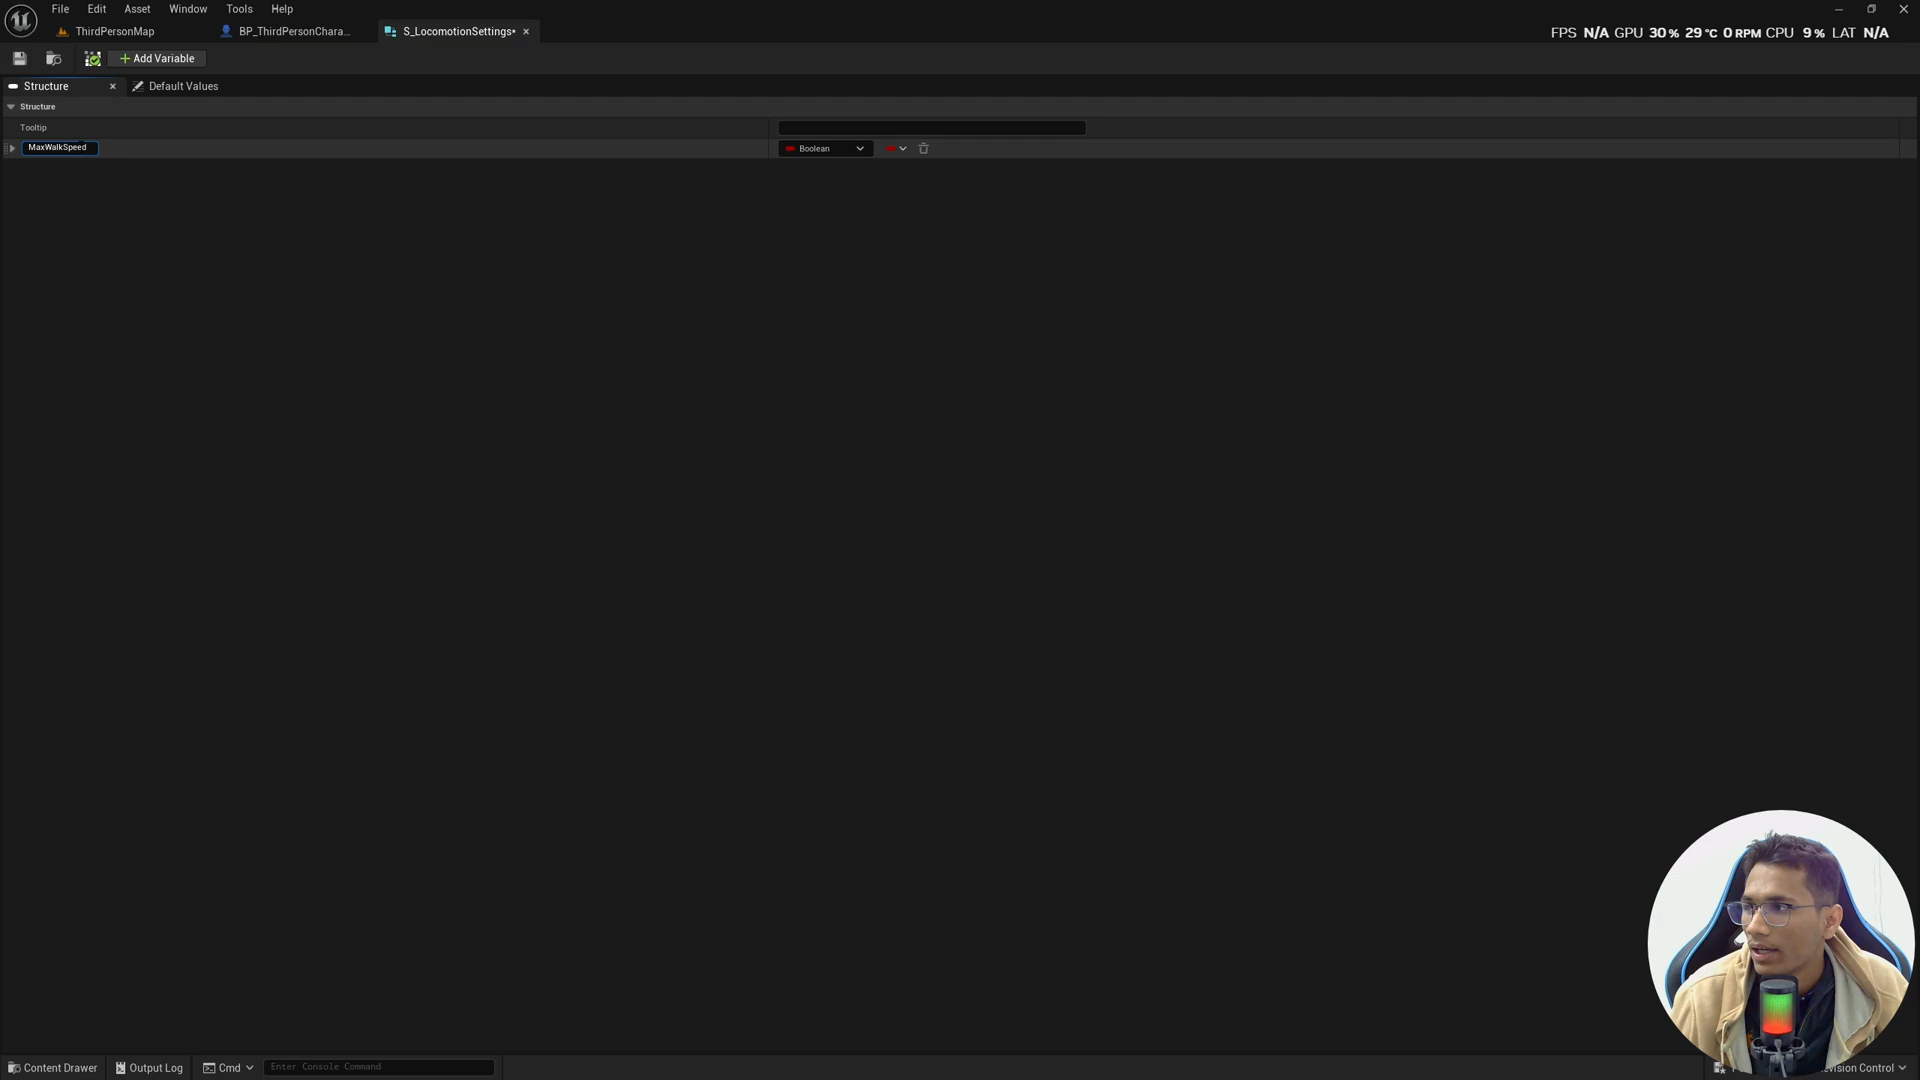 File Edit Asset Window Tools Help
ThirdPersonMap BP_ThirdPersonChara... S_LocomotionSettings*
FPS N/A GPU 30 % 29 °C 0 RPM CPU 9 % LAT N/A
Add Variable
Structure Default Values
Structure
Tooltip
MaxWalkSpeed Boolean
Content Drawer Output Log Cmd Enter Console Command Control